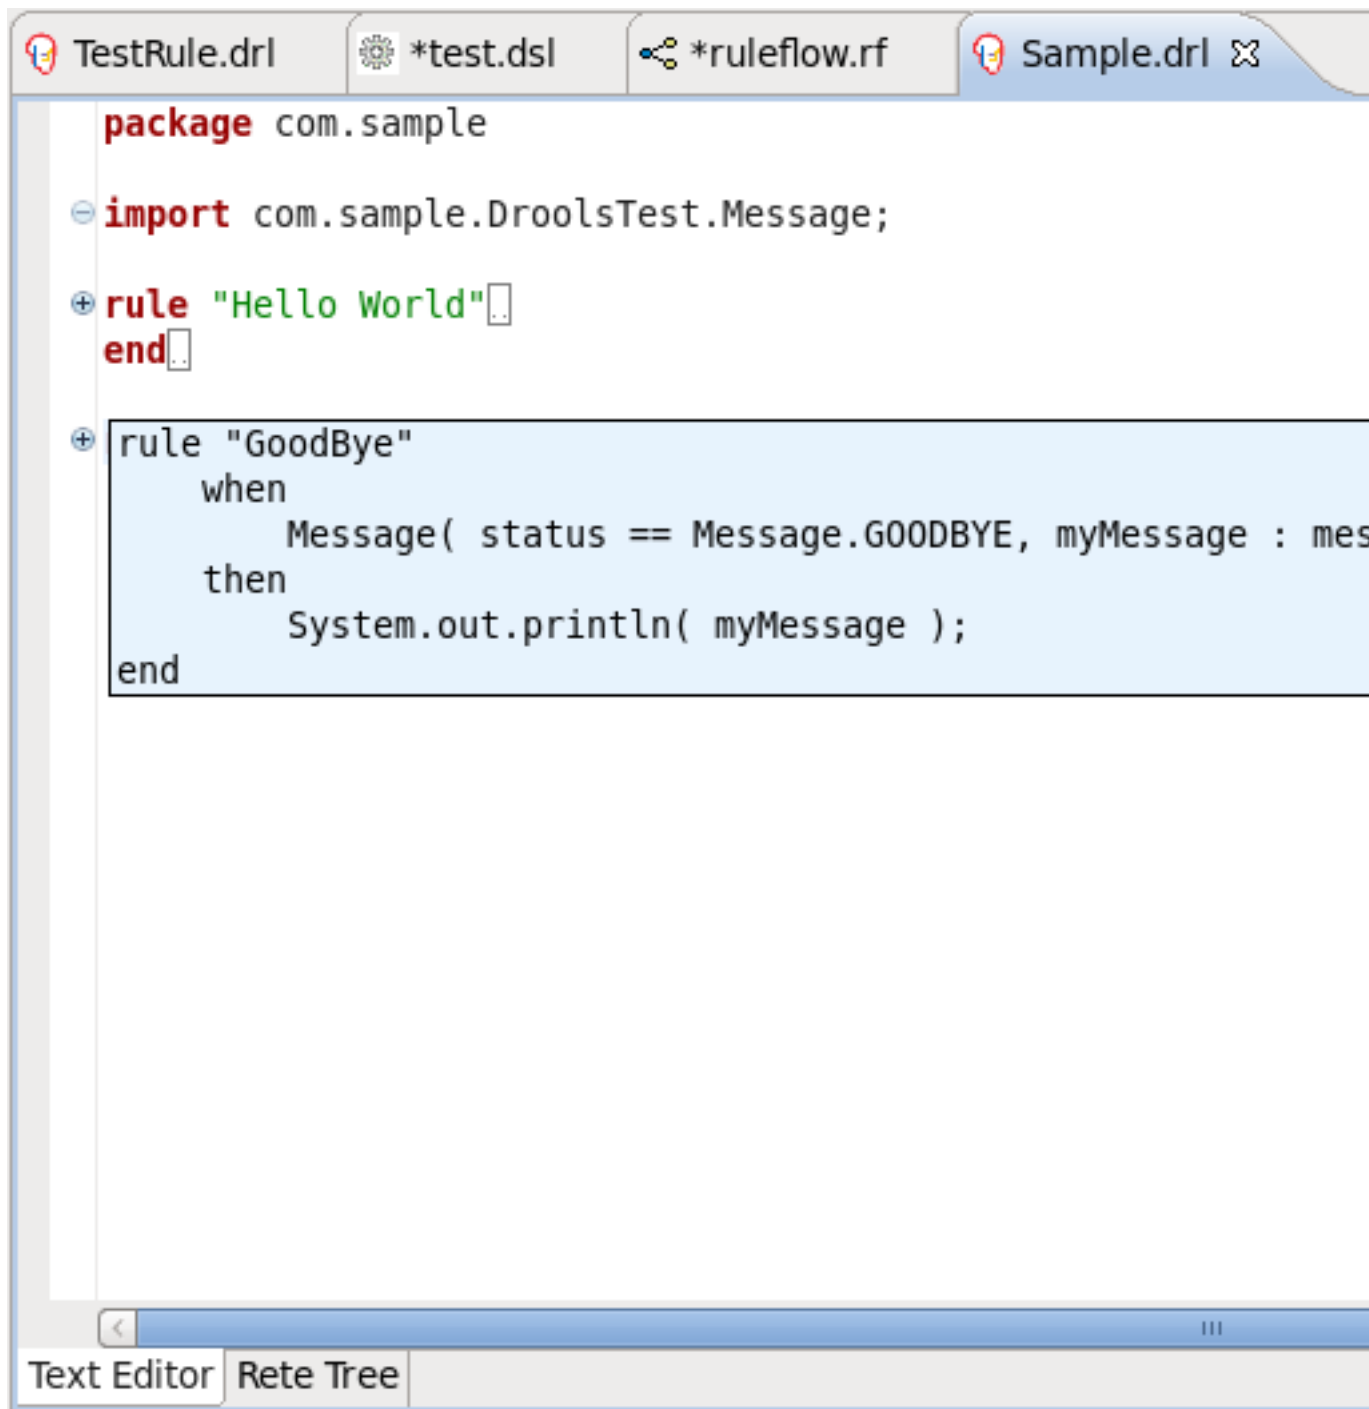 TestRule.drl *test.dsl *ruleflow.rf Sample.drl
package com.sample
import com.sample.DroolsTest.Message;
rule "Hello World"..
end..
rule "GoodBye"
when
Message( status == Message.GOODBYE, myMessage : mes
then
System.out.println( myMessage );
end
Text Editor Rete Tree